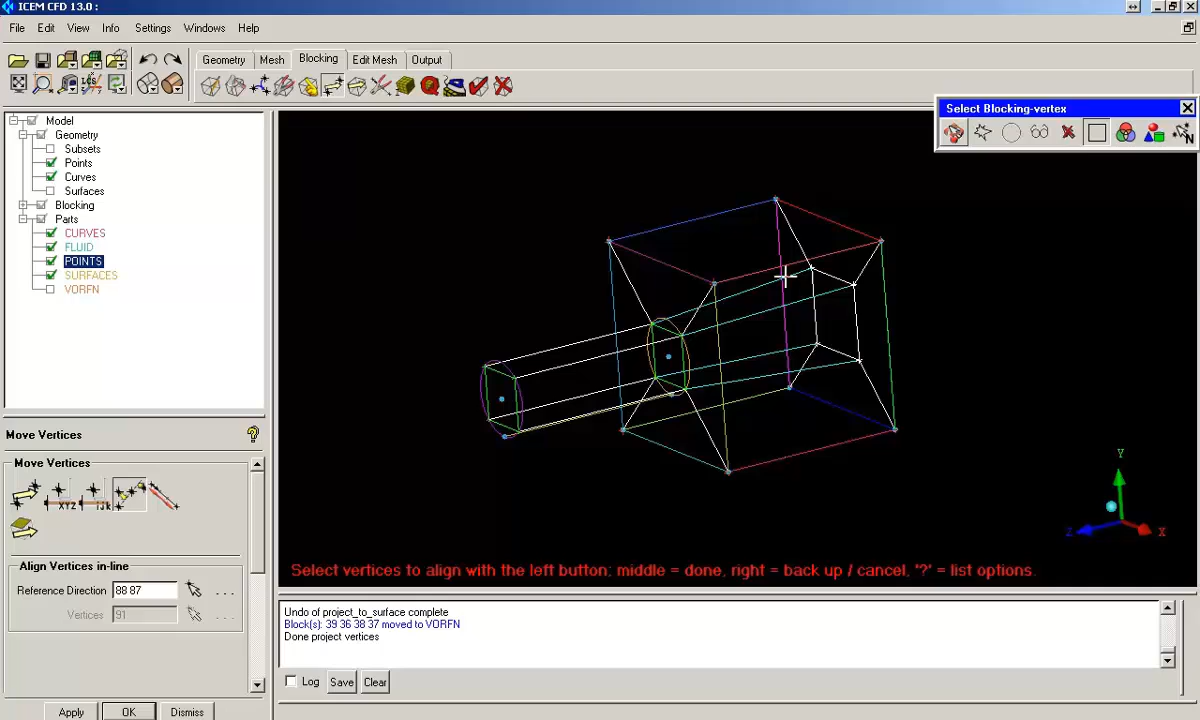 ICEM CFD 13.0 :
File Edit View Info Settings Windows Help
Geometry Mesh Blocking Edit Mesh Output
Select Blocking-vertex
N
Model
Geometry
Subsets
Points
Curves
Surfaces
Blocking
Parts
CURVES
FLUID
POINTS
SURFACES
VORFN
Move Vertices
Move Vertices
XYZ ijk
Align Vertices in-line
Reference Direction 88 87
Vertices 91
Apply OK Dismiss
Y
Z X
Select vertices to align with the left button; middle = done, right = back up / cancel, '?' = list options.
Undo of project_to_surface complete
Block(s): 39 36 38 37 moved to VORFN
Done project vertices
Log Save Clear